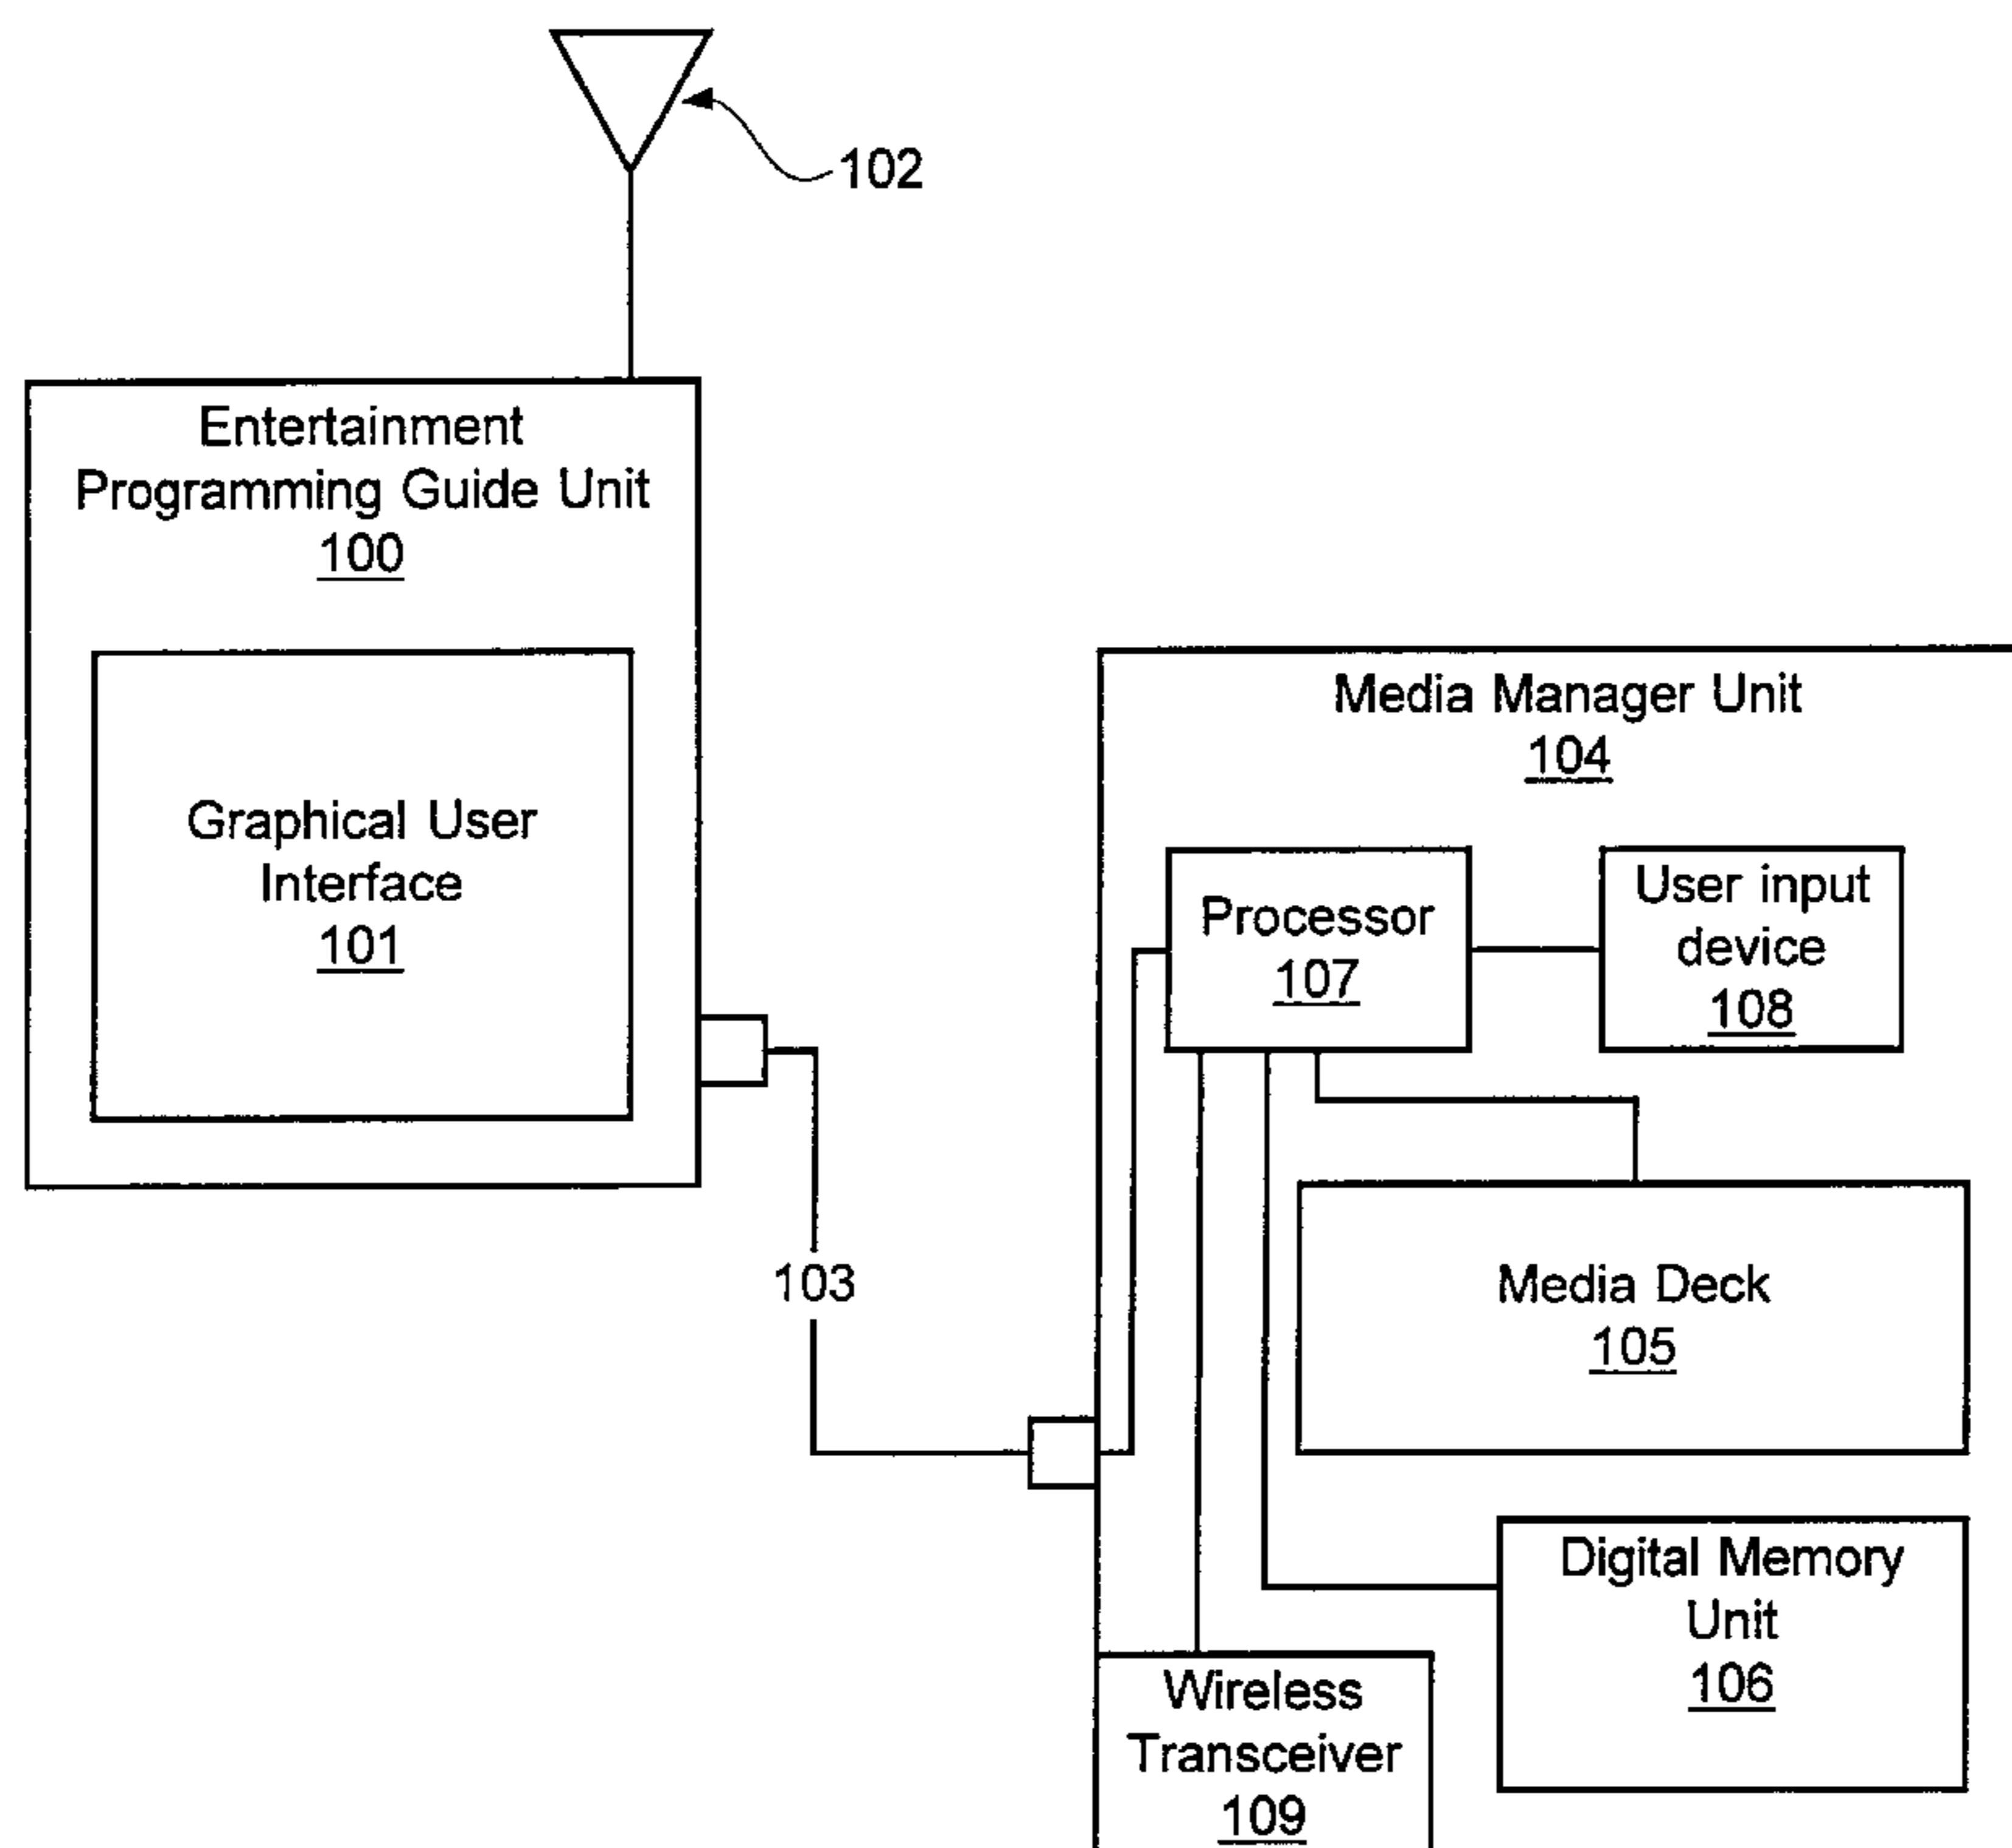 102
Entertainment
Programming Guide Unit
100
Graphical User
Interface
101
103
Media Manager Unit
104
Processor
107
User input
device
108
Media Deck
105
Digital Memory
Unit
106
Wireless
Transceiver
109